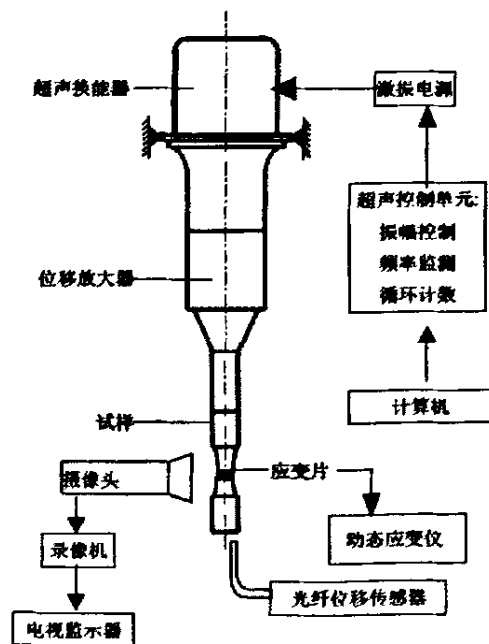 超声换能器
激振电源
超声控制单元:
振幅控制
频率监测
循环计数
位移放大器
计算机
试样
摄像头
应变片
录像机
动态应变仪
光纤位移传感器
电视监示器